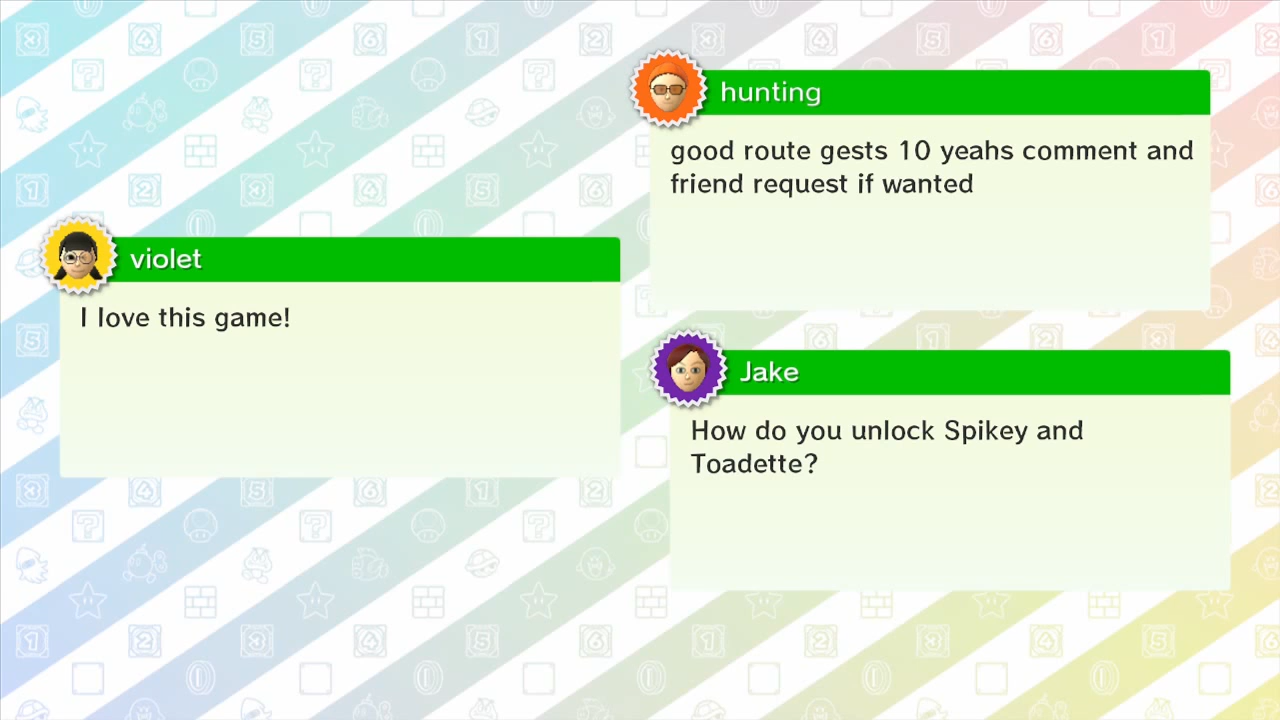 hunting
good route gests 10 yeahs comment and
friend request if wanted
violet
I love this game!
Jake
How do you unlock Spikey and
Toadette?